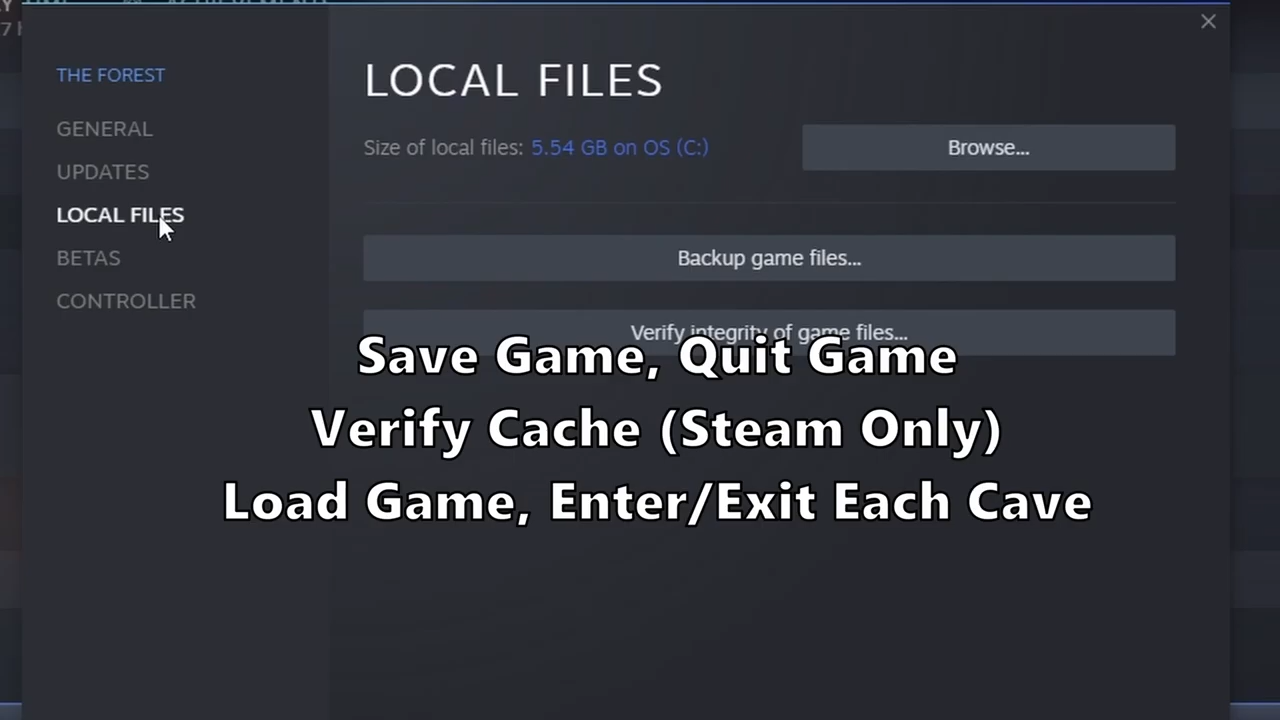 THE FOREST
GENERAL
UPDATES
LOCAL FILES
BETAS
CONTROLLER
LOCAL FILES
Size of local files: 5.54 GB on OS (C:)
Browse...
Backup game files...
Verify integrity of game files...
Save Game, Quit Game
Verify Cache (Steam Only)
Load Game, Enter/Exit Each Cave